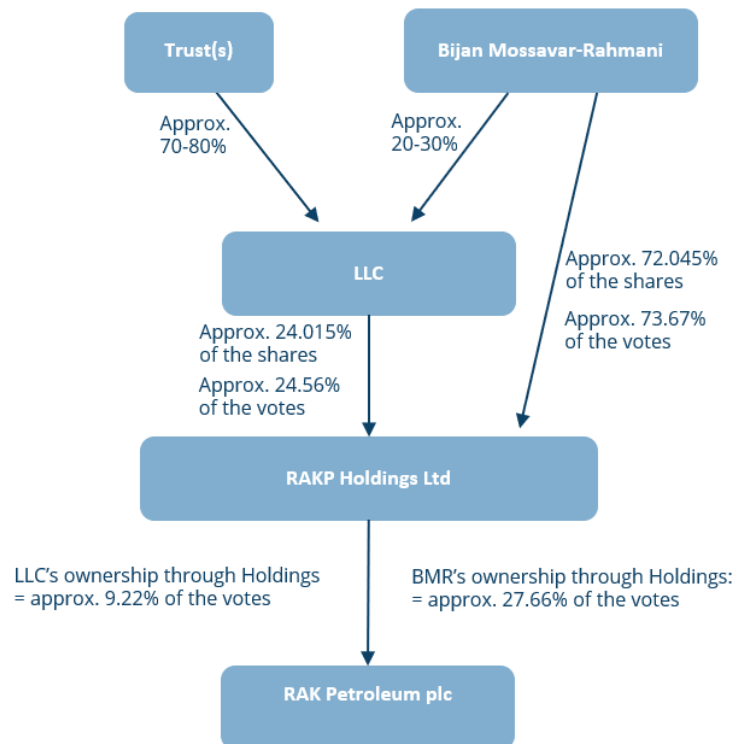 Trust(s)
Bijan Mossavar-Rahmani
Approx.
70-80%
Approx.
20-30%
LLC
Approx. 72.045%
of the shares
Approx. 73.67%
of the votes
Approx. 24.015%
of the shares
Approx. 24.56%
of the votes
RAKP Holdings Ltd
LLC’s ownership through Holdings
= approx. 9.22% of the votes
BMR’s ownership through Holdings:
= approx. 27.66% of the votes
RAK Petroleum plc